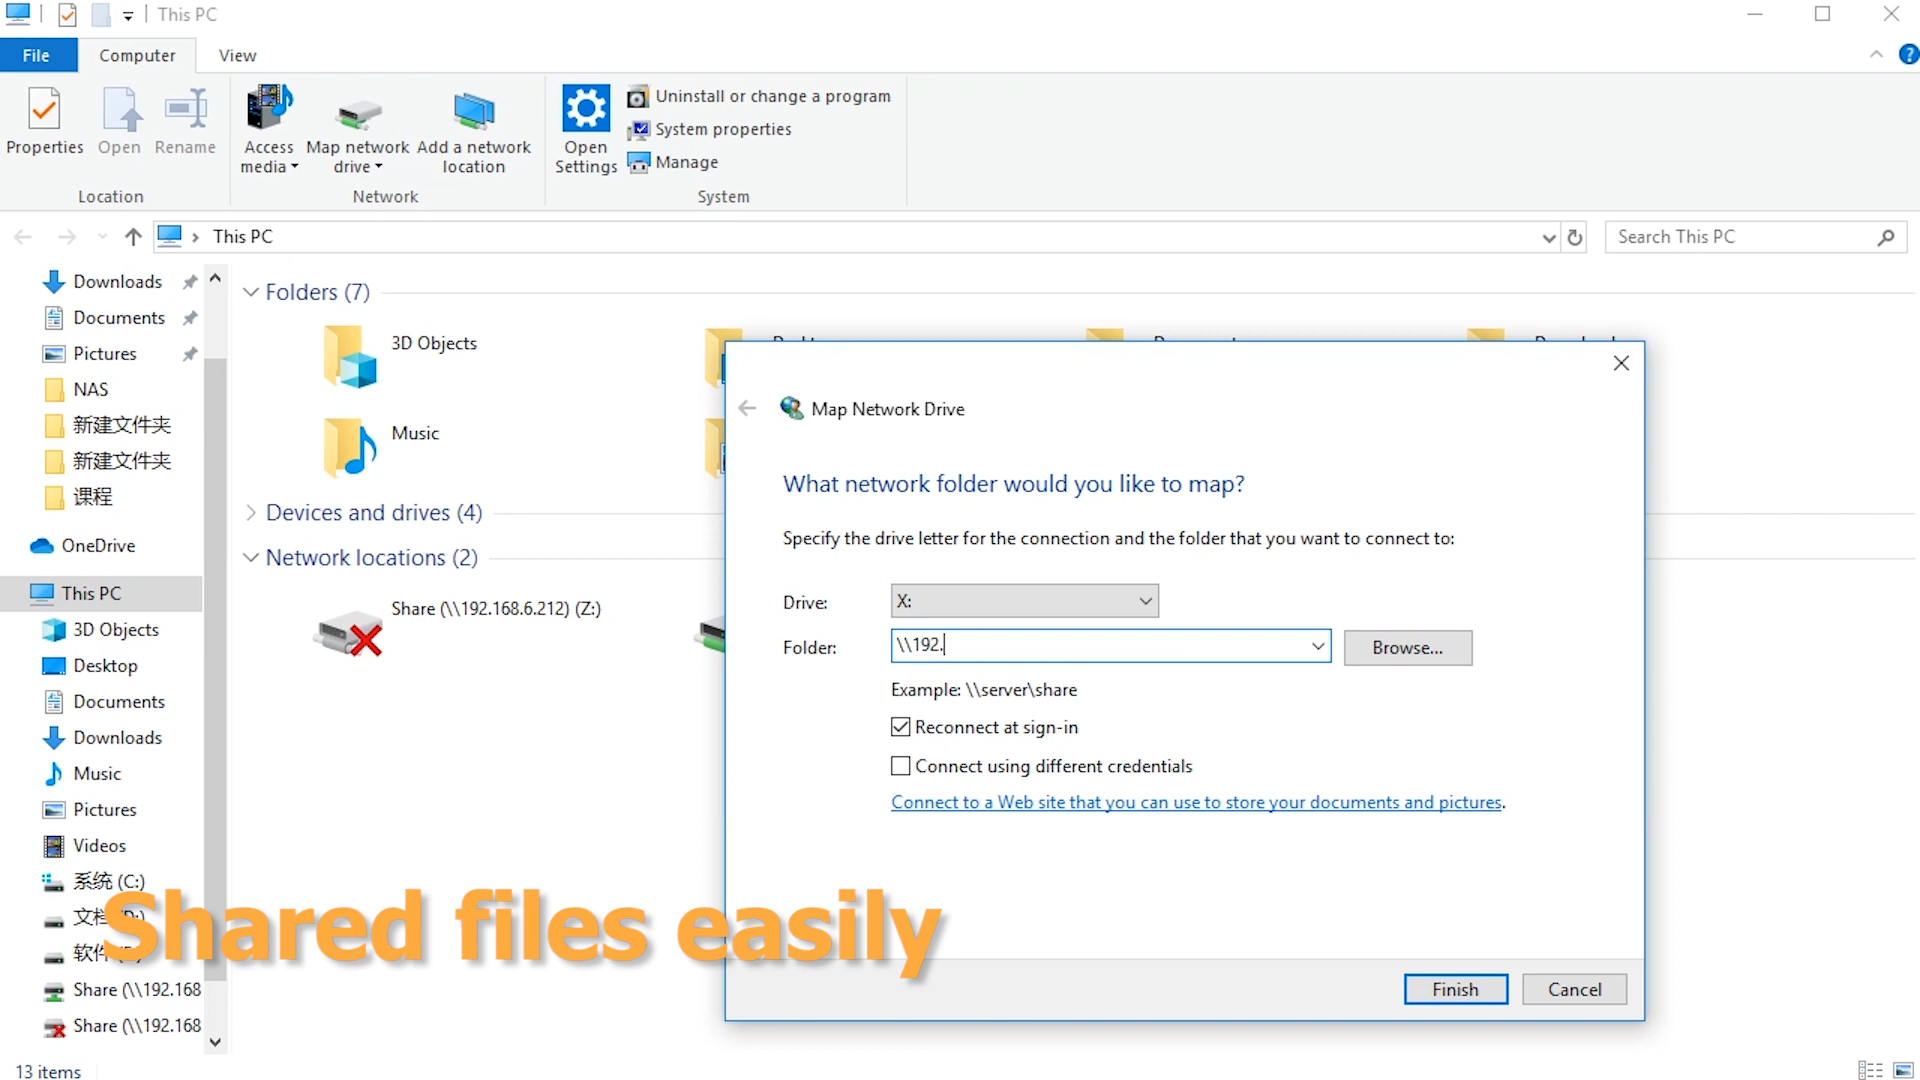 This PC
File
Computer
View
Properties
Open
Rename
Access media
Map network drive
Add a network location
Open Settings
Uninstall or change a program
System properties
Manage
Location
Network
System
This PC
Search This PC
Downloads
Documents
Pictures
NAS
新建文件夹
新建文件夹
课程
OneDrive
This PC
3D Objects
Desktop
Documents
Downloads
Music
Pictures
Videos
系统 (C:)
Share (\\192.168
Share (\\192.168
Folders (7)
3D Objects
Music
Devices and drives (4)
Network locations (2)
Share (\\192.168.6.212) (Z:)
Map Network Drive
What network folder would you like to map?
Specify the drive letter for the connection and the folder that you want to connect to:
Drive:
X:
Folder:
\\192.
Browse...
Example: \\server\share
Reconnect at sign-in
Connect using different credentials
Connect to a Web site that you can use to store your documents and pictures.
Finish
Cancel
Shared files easily
13 items